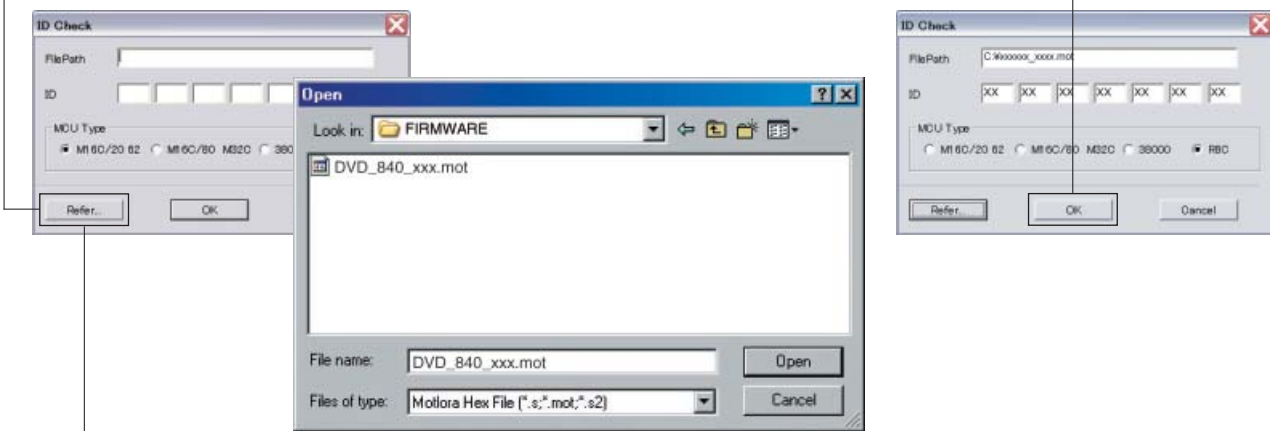 ID Check
FilePath
ID
MCU Type
M16C/20 62 M16C/80 M32C 380
Refer...
OK
Open
Look in: FIRMWARE
DVD_840_xxx.mot
File name: DVD_840_xxx.mot
Open
Files of type: Motlora Hex File (*.s;*.mot;*.s2)
Cancel
ID Check
FilePath C:¥xxxxxx_xxxx.mot
ID XX XX XX XX XX XX XX
MCU Type
M16C/20 62 M16C/80 M32C 38000 R8C
Refer...
OK
Cancel